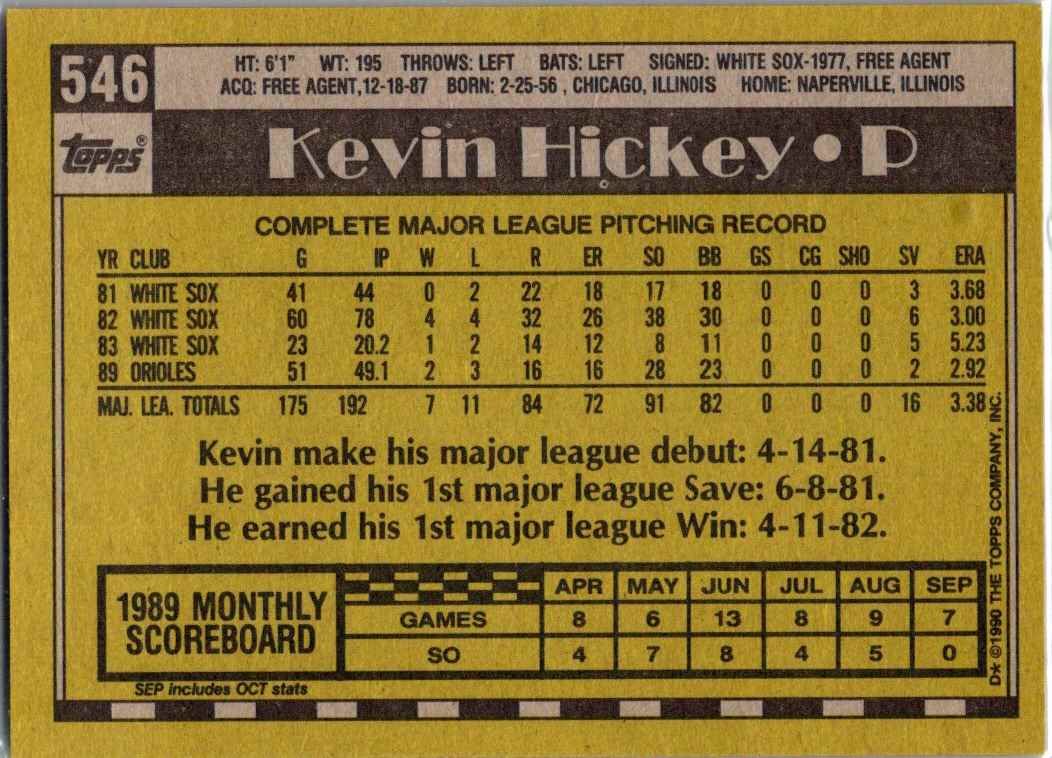 546
HT: 6'1" WT: 195 THROWS: LEFT BATS: LEFT SIGNED: WHITE SOX-1977, FREE AGENT
ACQ: FREE AGENT,12-18-87 BORN: 2-25-56 , CHICAGO, ILLINOIS HOME: NAPERVILLE, ILLINOIS
topps®
Kevin Hickey • P
COMPLETE MAJOR LEAGUE PITCHING RECORD
YR CLUB G IP W L R ER SO BB GS CG SHO SV ERA
81 WHITE SOX 41 44 0 2 22 18 17 18 0 0 0 3 3.68
82 WHITE SOX 60 78 4 4 32 26 38 30 0 0 0 6 3.00
83 WHITE SOX 23 20.2 1 2 14 12 8 11 0 0 0 5 5.23
89 ORIOLES 51 49.1 2 3 16 16 28 23 0 0 0 2 2.92
MAJ. LEA. TOTALS 175 192 7 11 84 72 91 82 0 0 0 16 3.38
Kevin make his major league debut: 4-14-81.
He gained his 1st major league Save: 6-8-81.
He earned his 1st major league Win: 4-11-82.
1989 MONTHLY
SCOREBOARD
APR MAY JUN JUL AUG SEP
GAMES 8 6 13 8 9 7
SO 4 7 8 4 5 0
SEP includes OCT stats
D* ©1990 THE TOPPS COMPANY, INC.